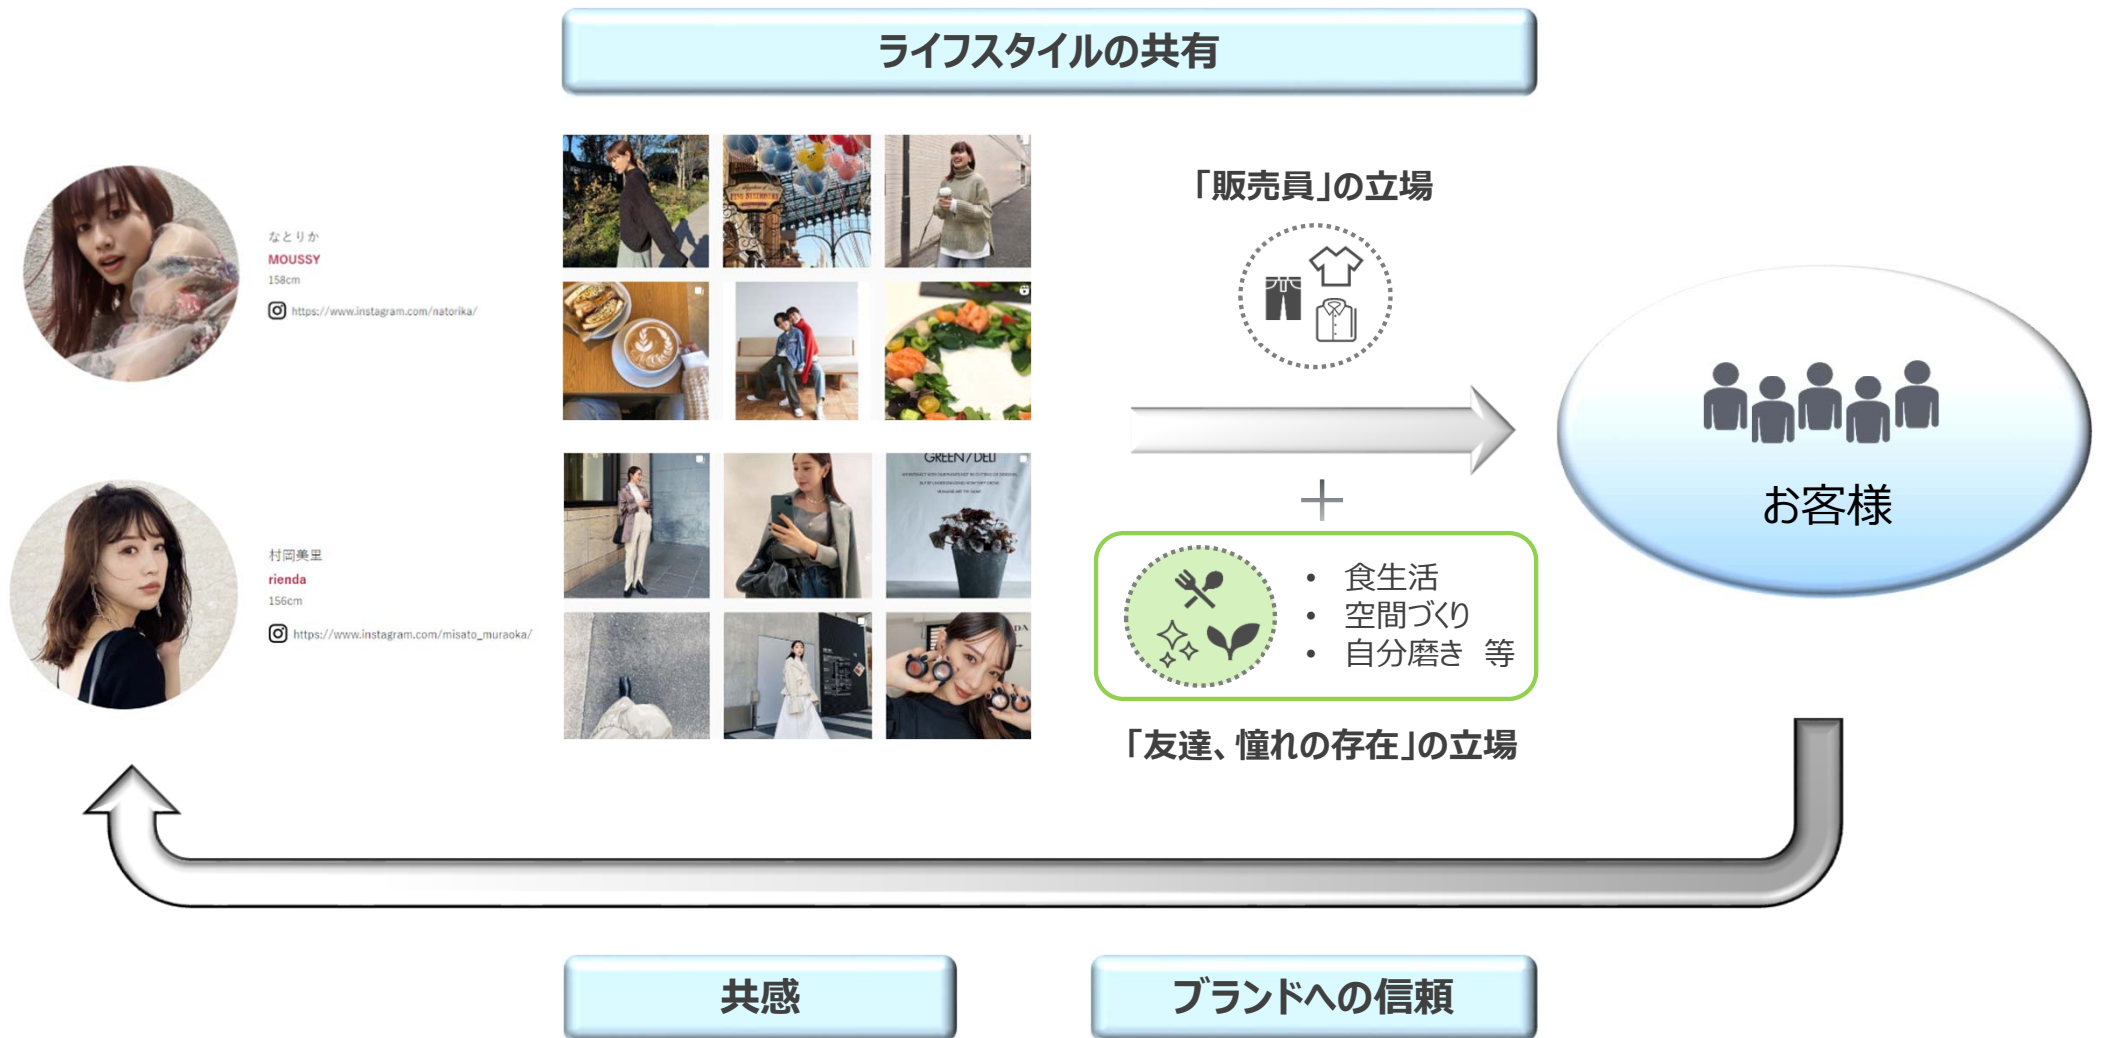 ライフスタイルの共有
なとりか
MOUSSY
158cm
https://www.instagram.com/natorika/
村岡美里
rienda
156cm
https://www.instagram.com/misato_muraoka/
FINE STATIONERY
GREEN/DELI
「販売員」の立場
+
• 食生活
• 空間づくり
• 自分磨き 等
「友達、憧れの存在」の立場
お客様
共感
ブランドへの信頼